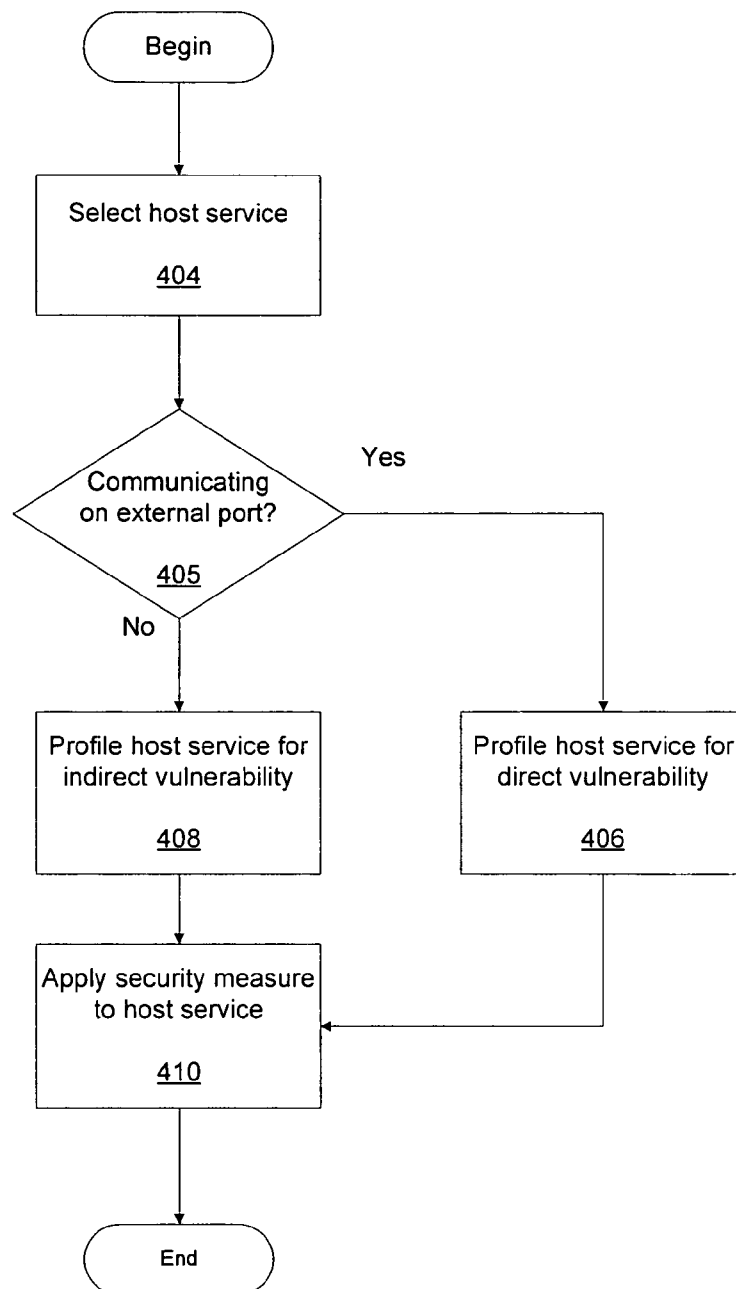 Begin
Select host service
404
Communicating
on external port?
405
Yes
No
Profile host service for
indirect vulnerability
408
Profile host service for
direct vulnerability
406
Apply security measure
to host service
410
End